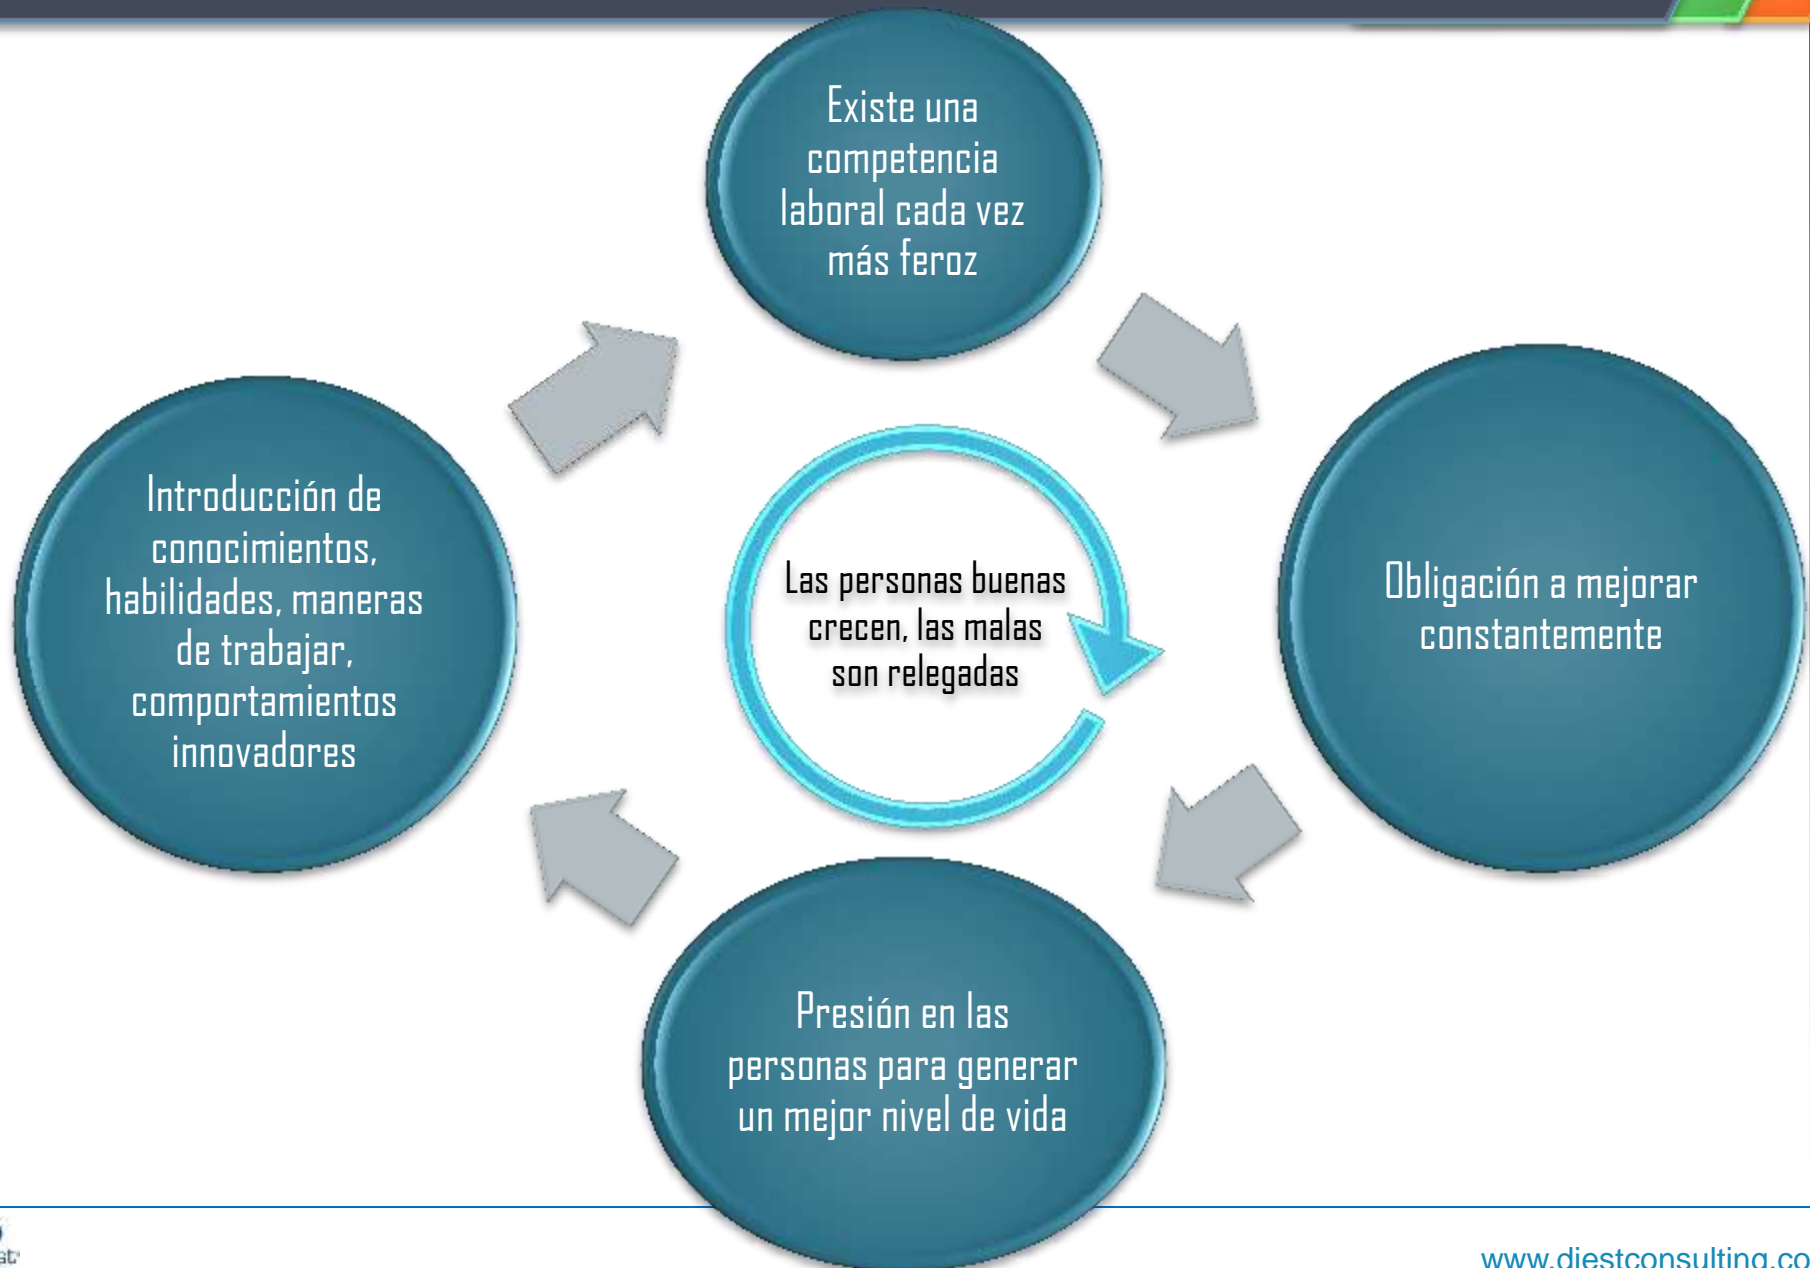 Existe una
competencia
laboral cada vez
más feroz
Obligación a mejorar
constantemente
Presión en las
personas para generar
un mejor nivel de vida
Introducción de
conocimientos,
habilidades, maneras
de trabajar,
comportamientos
innovadores
Las personas buenas
crecen, las malas
son relegadas
www.diestconsulting.co